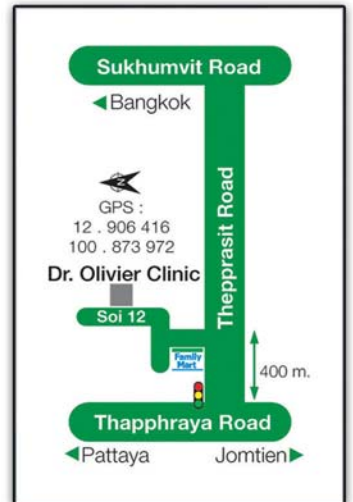 Sukhumvit Road
Bangkok
Thepprasit Road
GPS :
12 . 906 416
100 . 873 972
Dr. Olivier Clinic
Soi 12
Family
Mart
400 m.
Thapphraya Road
Pattaya
Jomtien